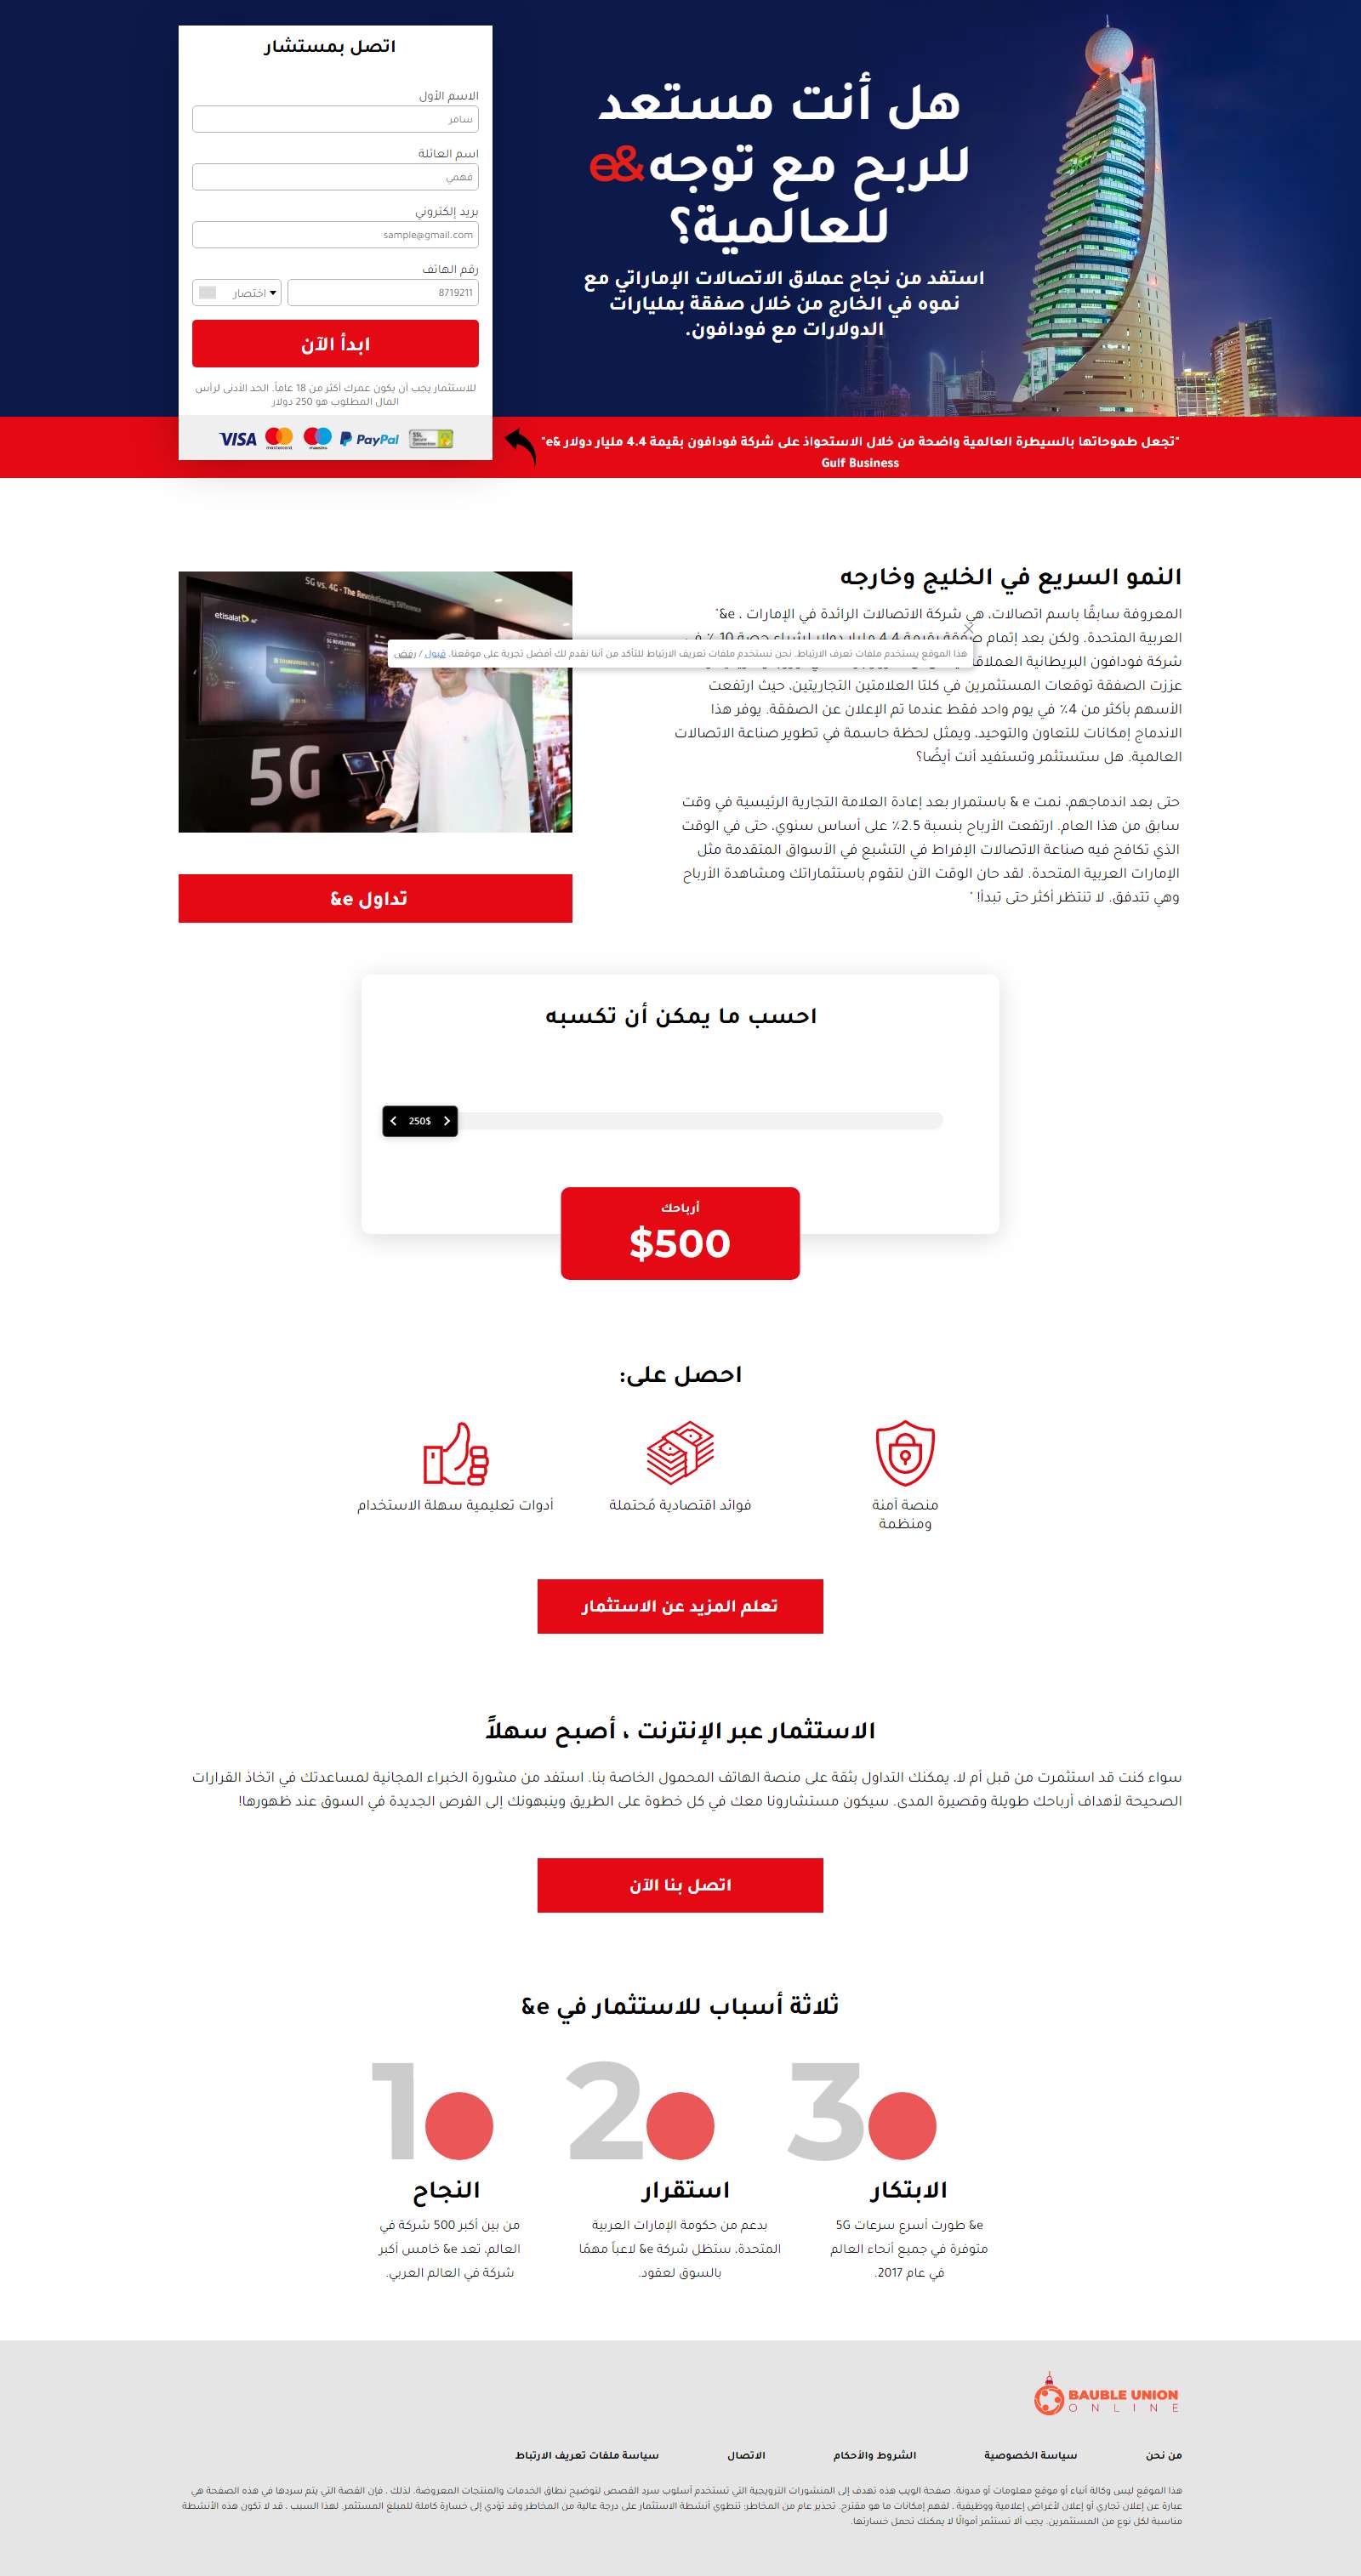 هل أنت مستعد
للربح مع توجه e&
للعالمية؟
استفد من نجاح عملاق الاتصالات الإماراتي مع
نموه في الخارج من خلال صفقة بمليارات
الدولارات مع فودافون.
اتصل بمستشار
الاسم الأول
سامر
اسم العائلة
فهمي
بريد إلكتروني
sample@gmail.com
رقم الهاتف
8719211
اختصار
ابدأ الآن
للاستثمار يجب أن يكون عمرك أكثر من 18 عاماً. الحد الأدنى لرأس
المال المطلوب هو 250 دولار
VISA mastercard maestro PayPal SSL Secure Connection
"تجعل طموحاتها بالسيطرة العالمية واضحة من خلال الاستحواذ على شركة فودافون بقيمة 4.4 مليار دولار e&"
Gulf Business
النمو السريع في الخليج وخارجه
المعروفة سابقًا باسم اتصالات، هي شركة الاتصالات الرائدة في الإمارات ، e&"
العربية المتحدة. ولكن بعد إتمام صفقة بقيمة 4.4 مليار دولار لشراء حصة 10 ٪ في
شركة فودافون البريطانية العملاقة
عززت الصفقة توقعات المستثمرين في كلتا العلامتين التجاريتين، حيث ارتفعت
الأسهم بأكثر من 4٪ في يوم واحد فقط عندما تم الإعلان عن الصفقة. يوفر هذا
الاندماج إمكانات للتعاون والتوحيد، ويمثل لحظة حاسمة في تطوير صناعة الاتصالات
العالمية. هل ستستثمر وتستفيد أنت أيضًا؟
حتى بعد اندماجهم، نمت e & باستمرار بعد إعادة العلامة التجارية الرئيسية في وقت
سابق من هذا العام. ارتفعت الأرباح بنسبة 2.5٪ على أساس سنوي، حتى في الوقت
الذي تكافح فيه صناعة الاتصالات الإفراط في التشبع في الأسواق المتقدمة مثل
الإمارات العربية المتحدة. لقد حان الوقت الآن لتقوم باستثماراتك ومشاهدة الأرباح
وهي تتدفق. لا تنتظر أكثر حتى تبدأ! "
هذا الموقع يستخدم ملفات تعرف الارتباط. نحن نستخدم ملفات تعريف الارتباط للتأكد من أننا نقدم لك أفضل تجربة على موقعنا. قبول / رفض
5G vs. 4G - The Revolutionary Difference
etisalat
5G
تداول e&
احسب ما يمكن أن تكسبه
250$
أرباحك
$500
احصل على:
منصة آمنة
ومنظمة
فوائد اقتصادية مُحتملة
أدوات تعليمية سهلة الاستخدام
تعلم المزيد عن الاستثمار
الاستثمار عبر الإنترنت ، أصبح سهلاً
سواء كنت قد استثمرت من قبل أم لا، يمكنك التداول بثقة على منصة الهاتف المحمول الخاصة بنا. استفد من مشورة الخبراء المجانية لمساعدتك في اتخاذ القرارات
الصحيحة لأهداف أرباحك طويلة وقصيرة المدى. سيكون مستشارونا معك في كل خطوة على الطريق وينبهونك إلى الفرص الجديدة في السوق عند ظهورها!
اتصل بنا الآن
ثلاثة أسباب للاستثمار في e&
3
الابتكار
e& طورت أسرع سرعات 5G
متوفرة في جميع أنحاء العالم
في عام 2017.
2
استقرار
بدعم من حكومة الإمارات العربية
المتحدة، ستظل شركة e& لاعباً مهمًا
بالسوق لعقود.
1
النجاح
من بين أكبر 500 شركة في
العالم، تعد e& خامس أكبر
شركة في العالم العربي.
BAUBLE UNION
ONLINE
من نحن
سياسة الخصوصية
الشروط والأحكام
الاتصال
سياسة ملفات تعريف الارتباط
هذا الموقع ليس وكالة أنباء أو موقع معلومات أو مدونة. صفحة الويب هذه تهدف إلى المنشورات الترويجية التي تستخدم أسلوب سرد القصص لتوضيح نطاق الخدمات والمنتجات المعروضة. لذلك ، فإن القصة التي يتم سردها في هذه الصفحة هي
عبارة عن إعلان تجاري أو إعلان لأغراض إعلامية ووظيفية ، لفهم إمكانات ما هو مقترح. تحذير عام من المخاطر: تنطوي أنشطة الاستثمار على درجة عالية من المخاطر وقد تؤدي إلى خسارة كاملة للمبلغ المستثمر. لهذا السبب ، قد لا تكون هذه الأنشطة
مناسبة لكل نوع من المستثمرين. يجب ألا تستثمر أموالًا لا يمكنك تحمل خسارتها.